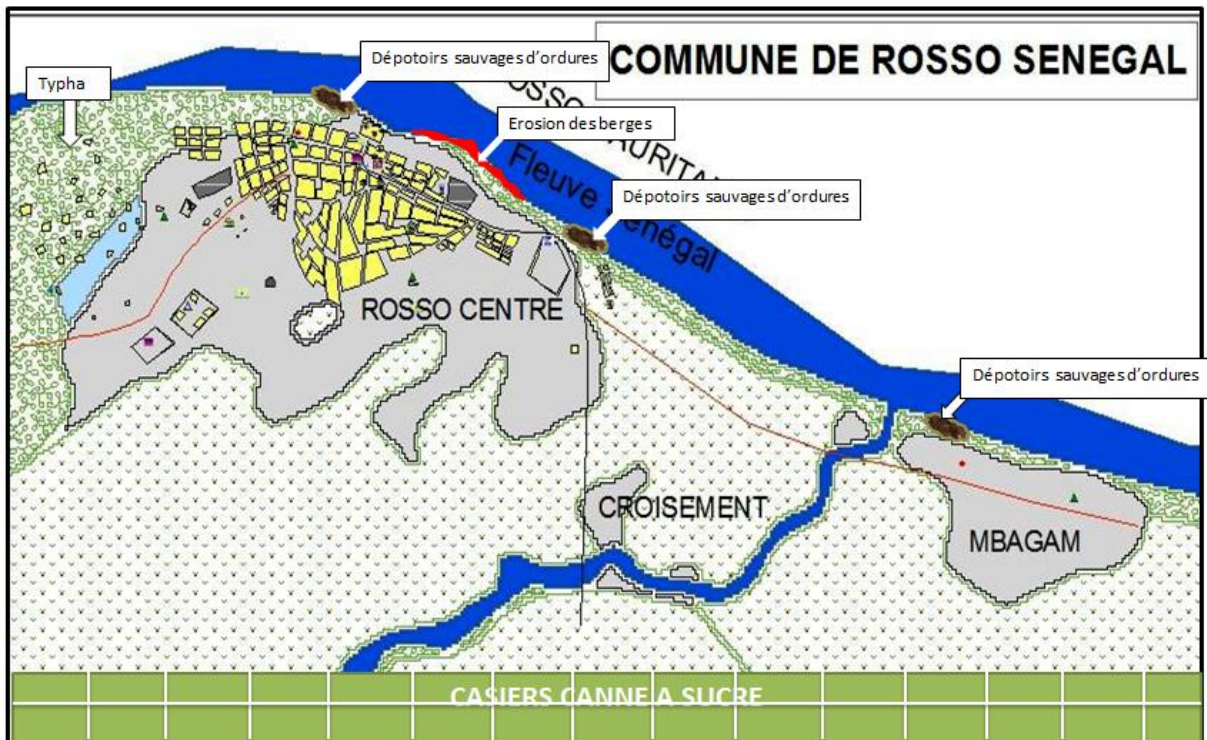 Dépotoirs sauvages d'ordures
COMMUNE DE ROSSO SENEGAL
Typha
Erosion des berges
Fleuve Sénégal
Dépotoirs sauvages d'ordures
ROSSO CENTRE
Dépotoirs sauvages d'ordures
CROISEMENT
MBAGAM
CASIERS CANNE A SUCRE